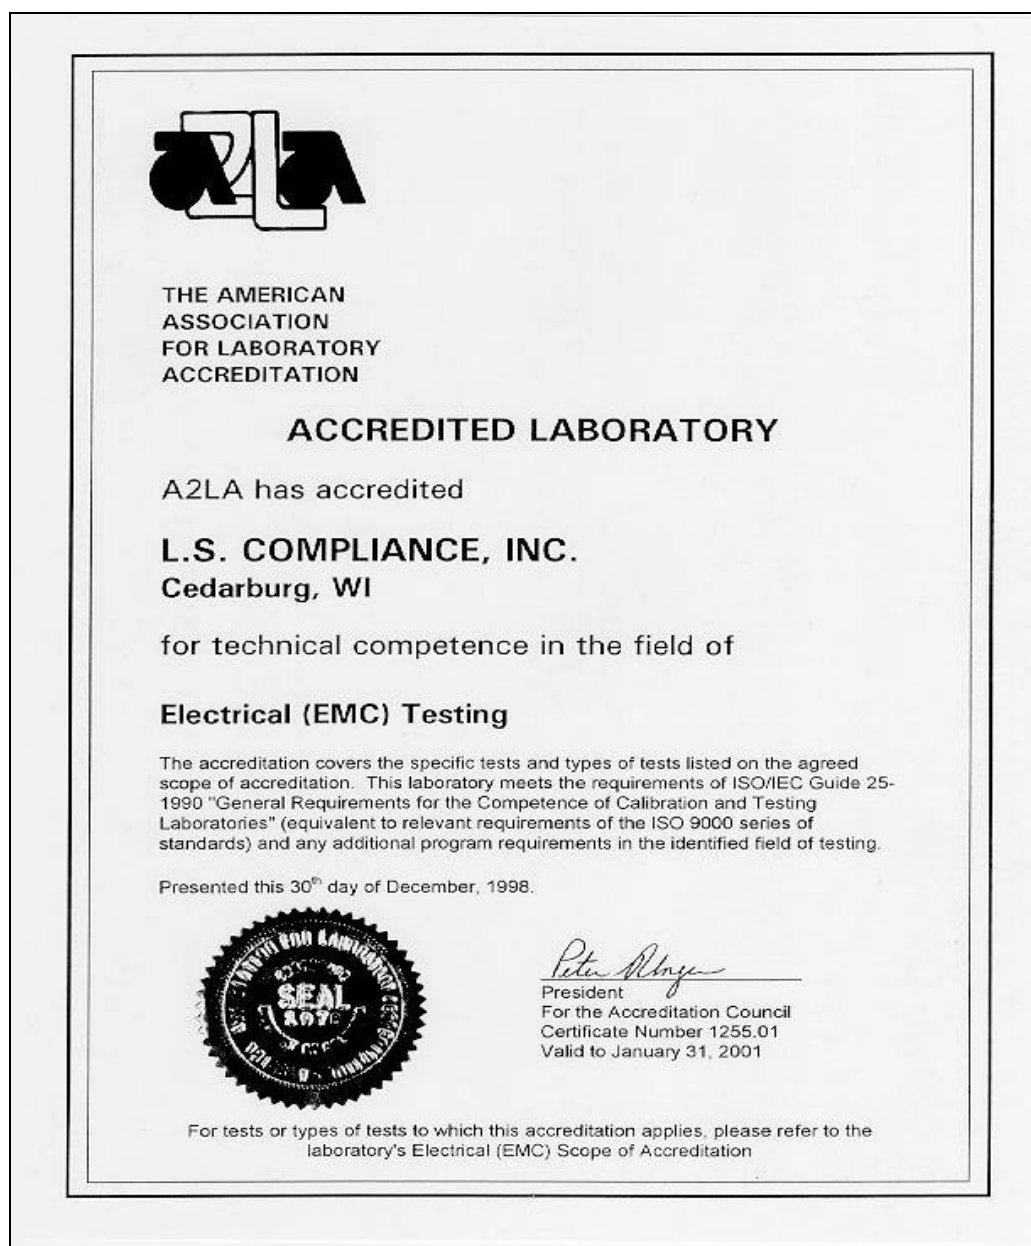 A2LA
THE AMERICAN
ASSOCIATION
FOR LABORATORY
ACCREDITATION
ACCREDITED LABORATORY
A2LA has accredited
L.S. COMPLIANCE, INC.
Cedarburg, WI
for technical competence in the field of
Electrical (EMC) Testing
The accreditation covers the specific tests and types of tests listed on the agreed
scope of accreditation. This laboratory meets the requirements of ISO/IEC Guide 25-
1990 "General Requirements for the Competence of Calibration and Testing
Laboratories" (equivalent to relevant requirements of the ISO 9000 series of
standards) and any additional program requirements in the identified field of testing.
Presented this 30th day of December, 1998.
FOR LABORATORY
SEAL
Peter
President
For the Accreditation Council
Certificate Number 1255.01
Valid to January 31, 2001
For tests or types of tests to which this accreditation applies, please refer to the
laboratory's Electrical (EMC) Scope of Accreditation